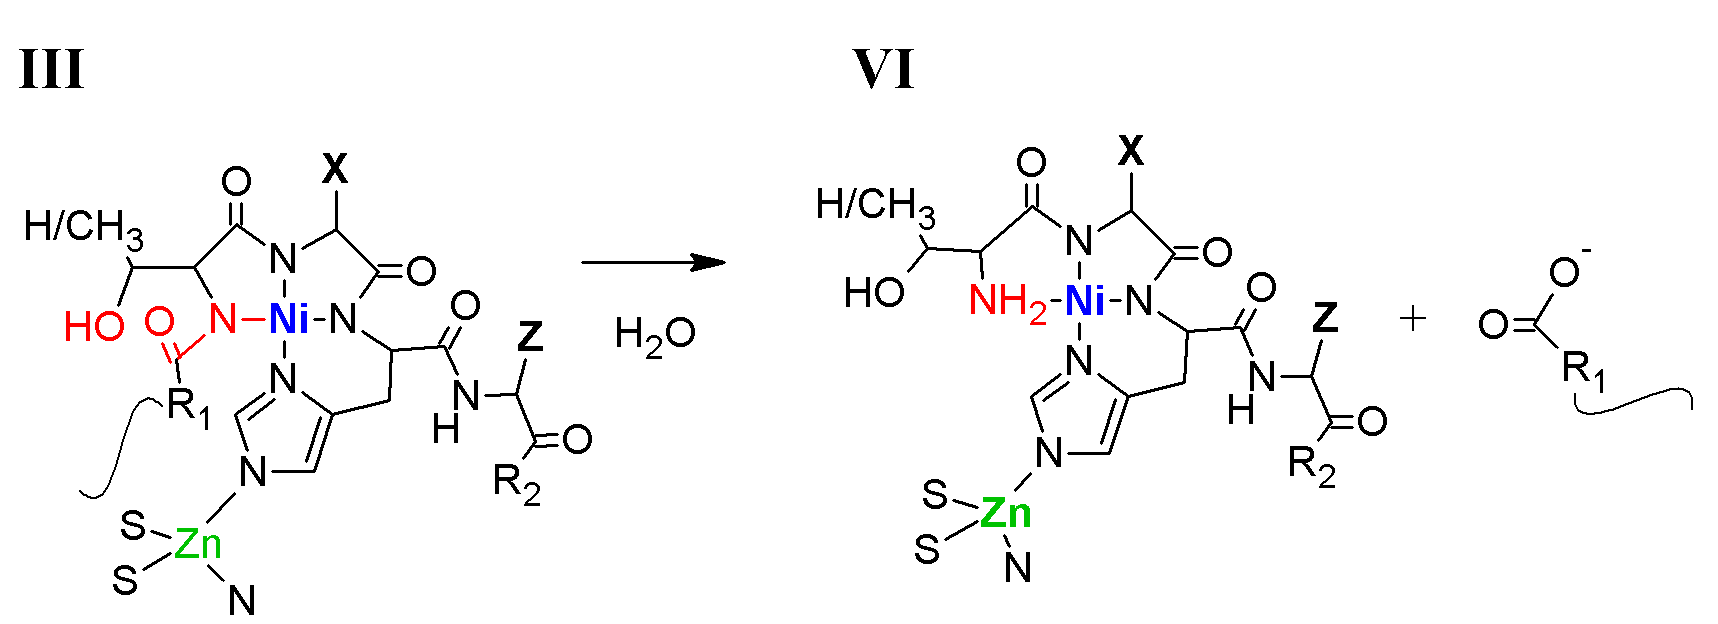 III
VI
X
O
H/CH3
N
O
HO
O
N
Ni
N
O
Z
R1
N
N
H
O
R2
N
S
S
Zn
N
H2O
X
O
H/CH3
N
O
HO
NH2
Ni
N
O
Z
N
N
H
O
R2
N
S
S
Zn
N
+
O-
O
R1